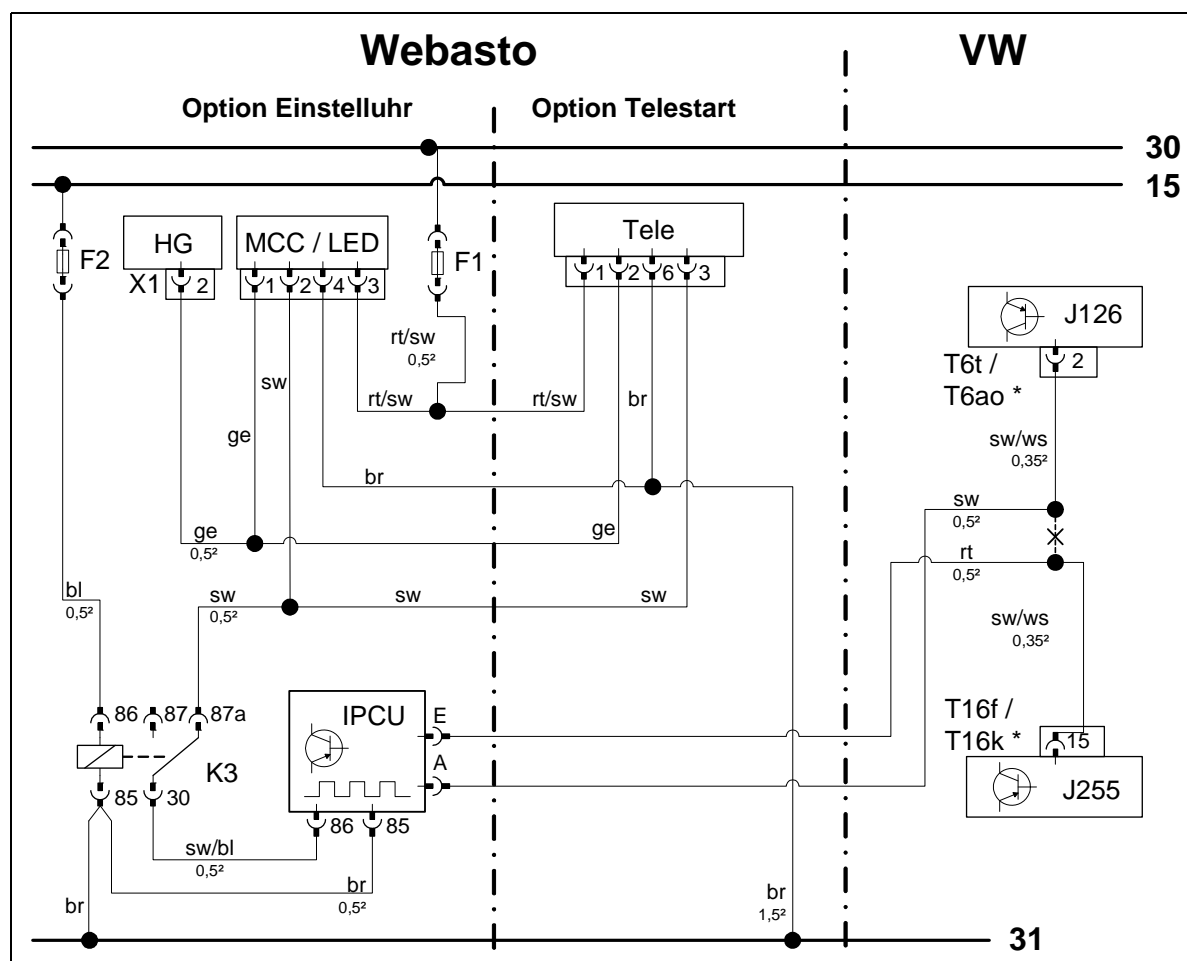 Webasto
VW
Option Einstelluhr
Option Telestart
30
15
F2
HG
X1
2
MCC / LED
1
2
4
3
F1
Tele
1
2
6
3
J126
2
T6t /
T6ao *
rt/sw
0,5²
sw
rt/sw
rt/sw
br
ge
sw/ws
0,35²
br
sw
0,5²
ge
0,5²
ge
rt
0,5²
bl
0,5²
sw
0,5²
sw
sw
sw/ws
0,35²
86
87
87a
IPCU
E
A
T16f /
T16k *
15
K3
J255
85
30
86
85
sw/bl
0,5²
br
0,5²
br
br
1,5²
31